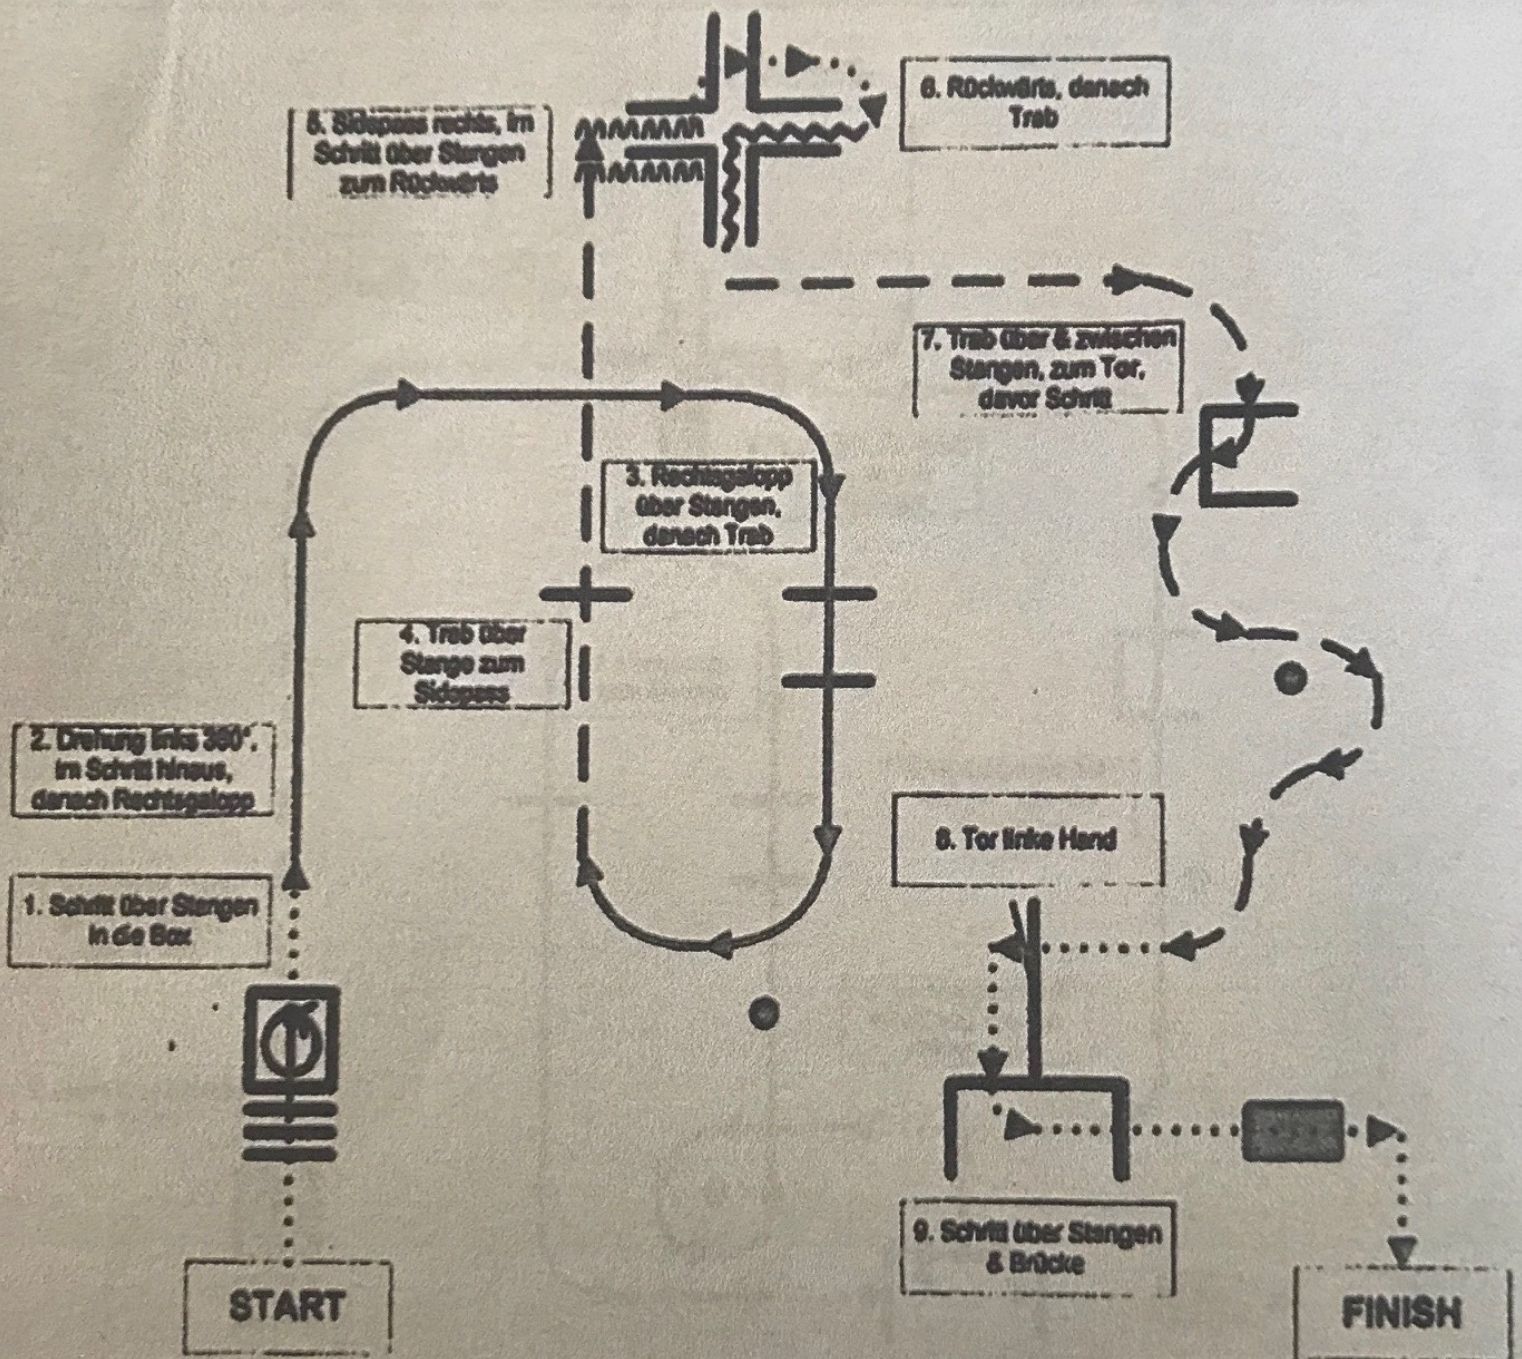 5. Sidepass rechts, im
Schritt über Stangen
zum Rückwärts
6. Rückwärts, danach
Trab
7. Trab über & zwischen
Stangen, zum Tor,
davor Schritt
3. Rechtsgalopp
über Stangen,
danach Trab
4. Trab über
Stange zum
Sidepass
2. Drehung links 360°,
im Schritt hinaus,
danach Rechtsgalopp
8. Tor linke Hand
1. Schritt über Stangen
in die Box
9. Schritt über Stangen
& Brücke
START
FINISH